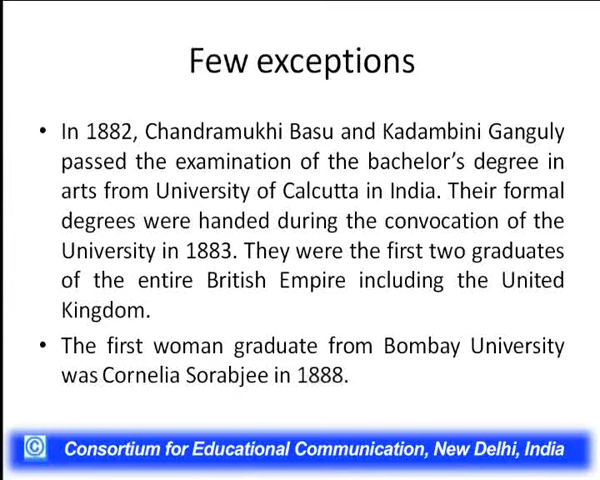 Few exceptions
• In 1882, Chandramukhi Basu and Kadambini Ganguly
passed the examination of the bachelor's degree in
arts from University of Calcutta in India. Their formal
degrees were handed during the convocation of the
University in 1883. They were the first two graduates
of the entire British Empire including the United
Kingdom.
• The first woman graduate from Bombay University
was Cornelia Sorabjee in 1888.
© Consortium for Educational Communication, New Delhi, India